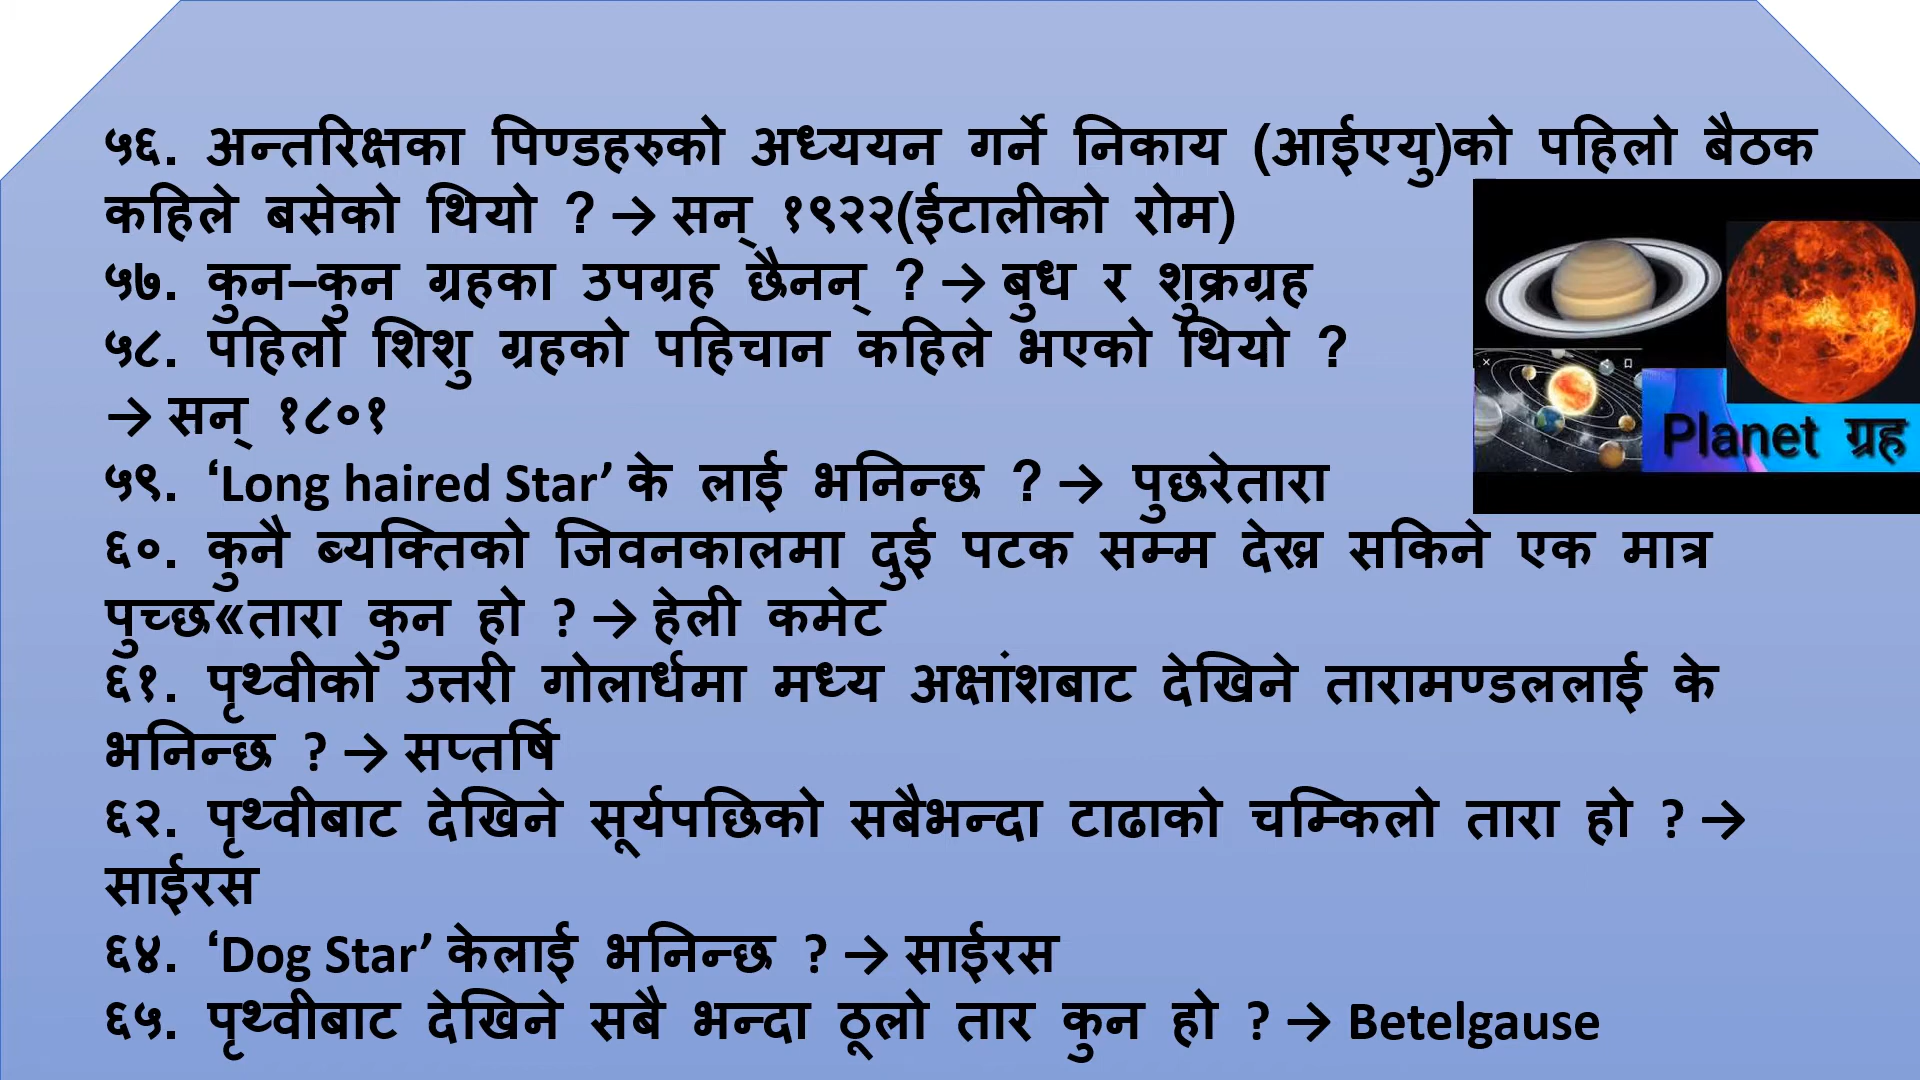 ५६. अन्तरिक्षका पिण्डहरुको अध्ययन गर्ने निकाय (आईएयु)को पहिलो बैठक
कहिले बसेको थियो ? → सन् १९२२(ईटालीको रोम)
५७. कुन–कुन ग्रहका उपग्रह छैनन् ? → बुध र शुक्रग्रह
५८. पहिलो शिशु ग्रहको पहिचान कहिले भएको थियो ?
→ सन् १८०१
५९. ‘Long haired Star’ के लाई भनिन्छ ? → पुछरेतारा
६०. कुनै ब्यक्तिको जिवनकालमा दुई पटक सम्म देख्न सकिने एक मात्र
पुच्छ«तारा कुन हो ? → हेली कमेट
६१. पृथ्वीको उत्तरी गोलार्धमा मध्य अक्षांशबाट देखिने तारामण्डललाई के
भनिन्छ ? → सप्तर्षि
६२. पृथ्वीबाट देखिने सूर्यपछिको सबैभन्दा टाढाको चम्किलो तारा हो ? →
साईरस
६४. ‘Dog Star’ केलाई भनिन्छ ? → साईरस
६५. पृथ्वीबाट देखिने सबै भन्दा ठूलो तार कुन हो ? → Betelgause
Planet ग्रह